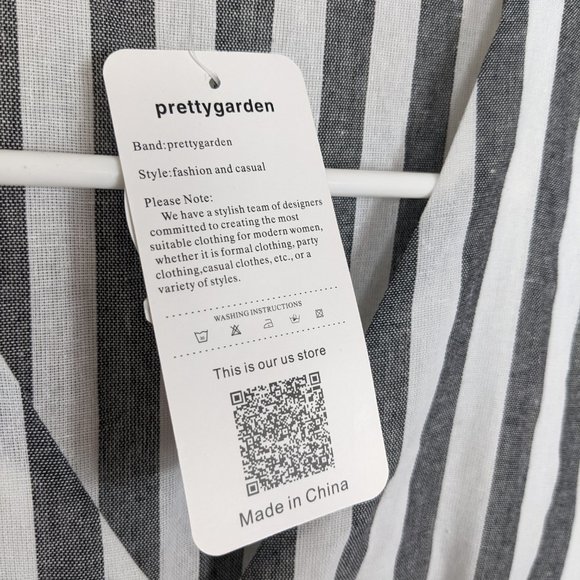 prettygarden
Band:prettygarden
Style:fashion and casual
Please Note:
We have a stylish team of designers
committed to creating the most
suitable clothing for modern women,
whether it is formal clothing, party
clothing,casual clothes, etc., or a
variety of styles.
WASHING INSTRUCTIONS
This is our us store
Made in China